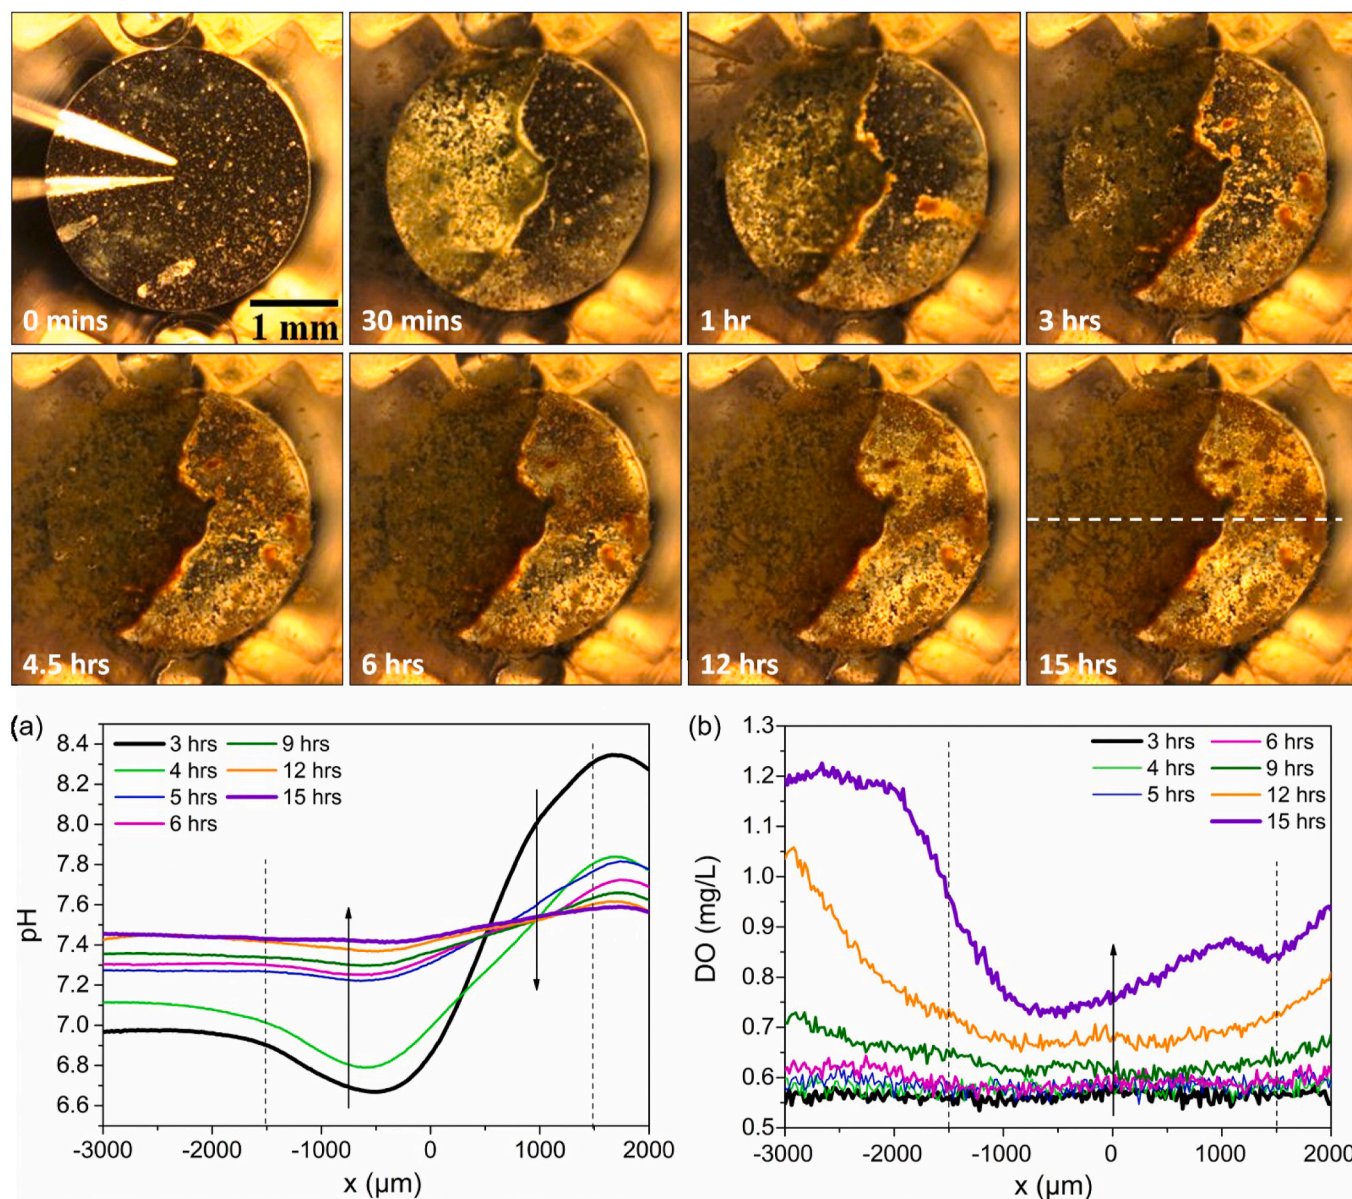 0 mins
1 mm
30 mins
1 hr
3 hrs
4.5 hrs
6 hrs
12 hrs
15 hrs
(a)
8.4
8.2
8.0
7.8
7.6
7.4
7.2
7.0
6.8
6.6
pH
3 hrs
9 hrs
4 hrs
12 hrs
5 hrs
15 hrs
6 hrs
-3000
-2000
-1000
0
1000
2000
x (µm)
(b)
1.3
1.2
1.1
1.0
0.9
0.8
0.7
0.6
0.5
DO (mg/L)
3 hrs
6 hrs
4 hrs
9 hrs
5 hrs
12 hrs
15 hrs
-3000
-2000
-1000
0
1000
2000
x (µm)